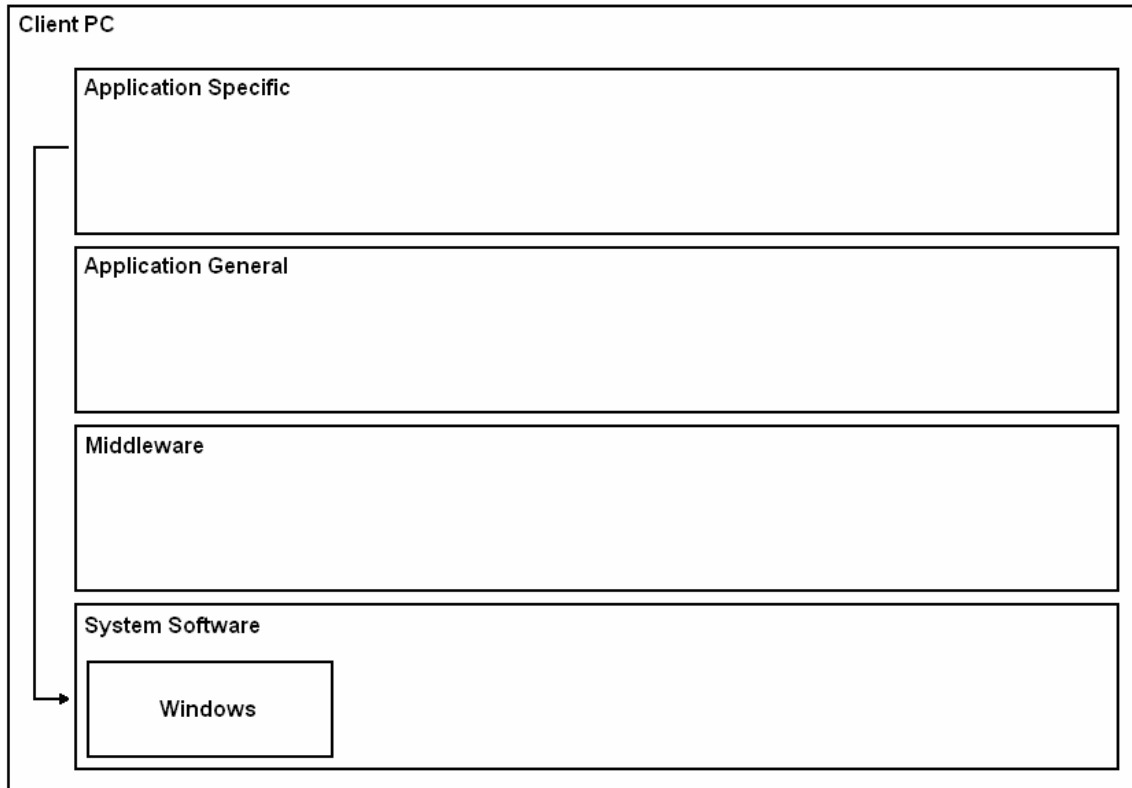 Client PC
Application Specific
Application General
Middleware
System Software
Windows